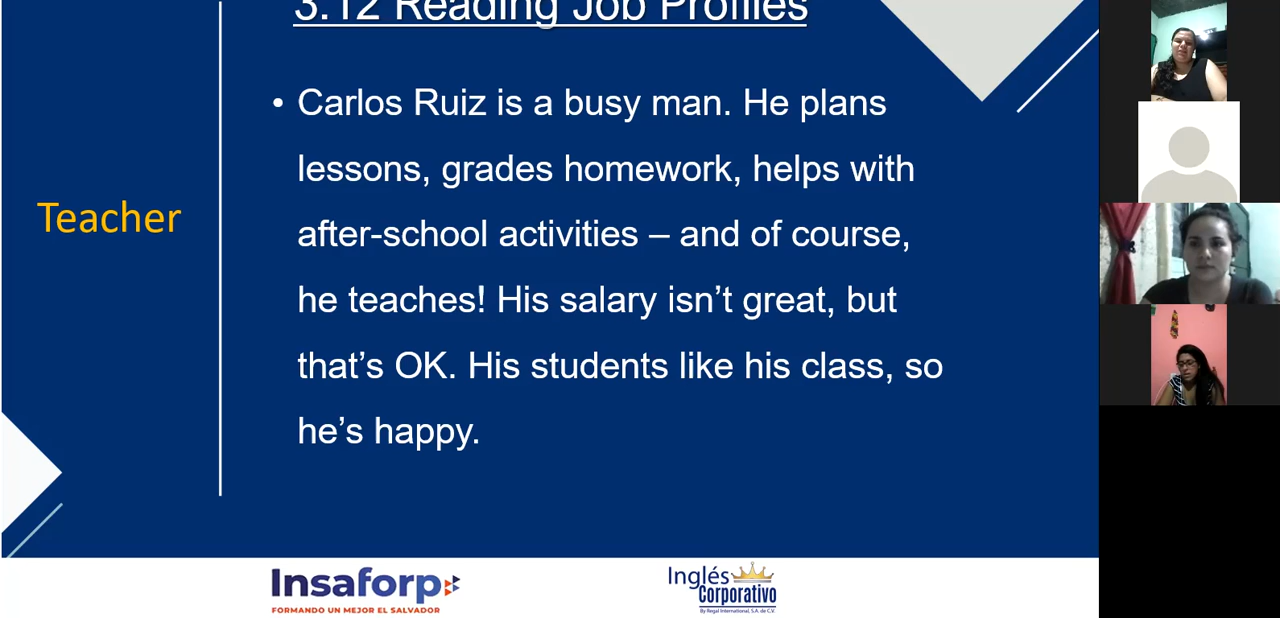 3.12 Reading Job Profiles
• Carlos Ruiz is a busy man. He plans
lessons, grades homework, helps with
after-school activities – and of course,
he teaches! His salary isn’t great, but
that’s OK. His students like his class, so
he’s happy.
Teacher
Insaforp
FORMANDO UN MEJOR EL SALVADOR
Inglés
Corporativo
By Regal International, S.A. de C.V.